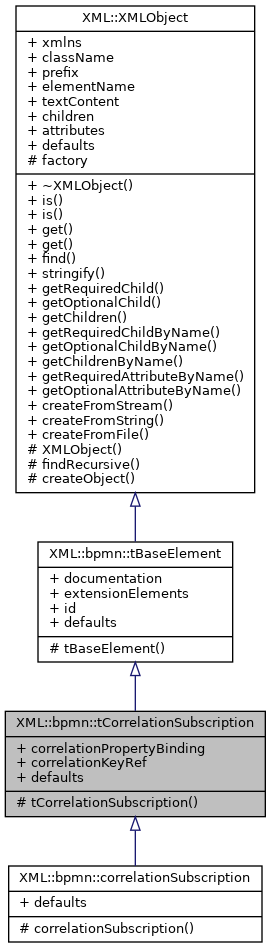 XML::XMLObject
+ xmlns
+ className
+ prefix
+ elementName
+ textContent
+ children
+ attributes
+ defaults
# factory
+ ~XMLObject()
+ is()
+ is()
+ get()
+ get()
+ find()
+ stringify()
+ getRequiredChild()
+ getOptionalChild()
+ getChildren()
+ getRequiredChildByName()
+ getOptionalChildByName()
+ getChildrenByName()
+ getRequiredAttributeByName()
+ getOptionalAttributeByName()
+ createFromStream()
+ createFromString()
+ createFromFile()
# XMLObject()
# findRecursive()
# createObject()
XML::bpmn::tBaseElement
+ documentation
+ extensionElements
+ id
+ defaults
# tBaseElement()
XML::bpmn::tCorrelationSubscription
+ correlationPropertyBinding
+ correlationKeyRef
+ defaults
# tCorrelationSubscription()
XML::bpmn::correlationSubscription
+ defaults
# correlationSubscription()